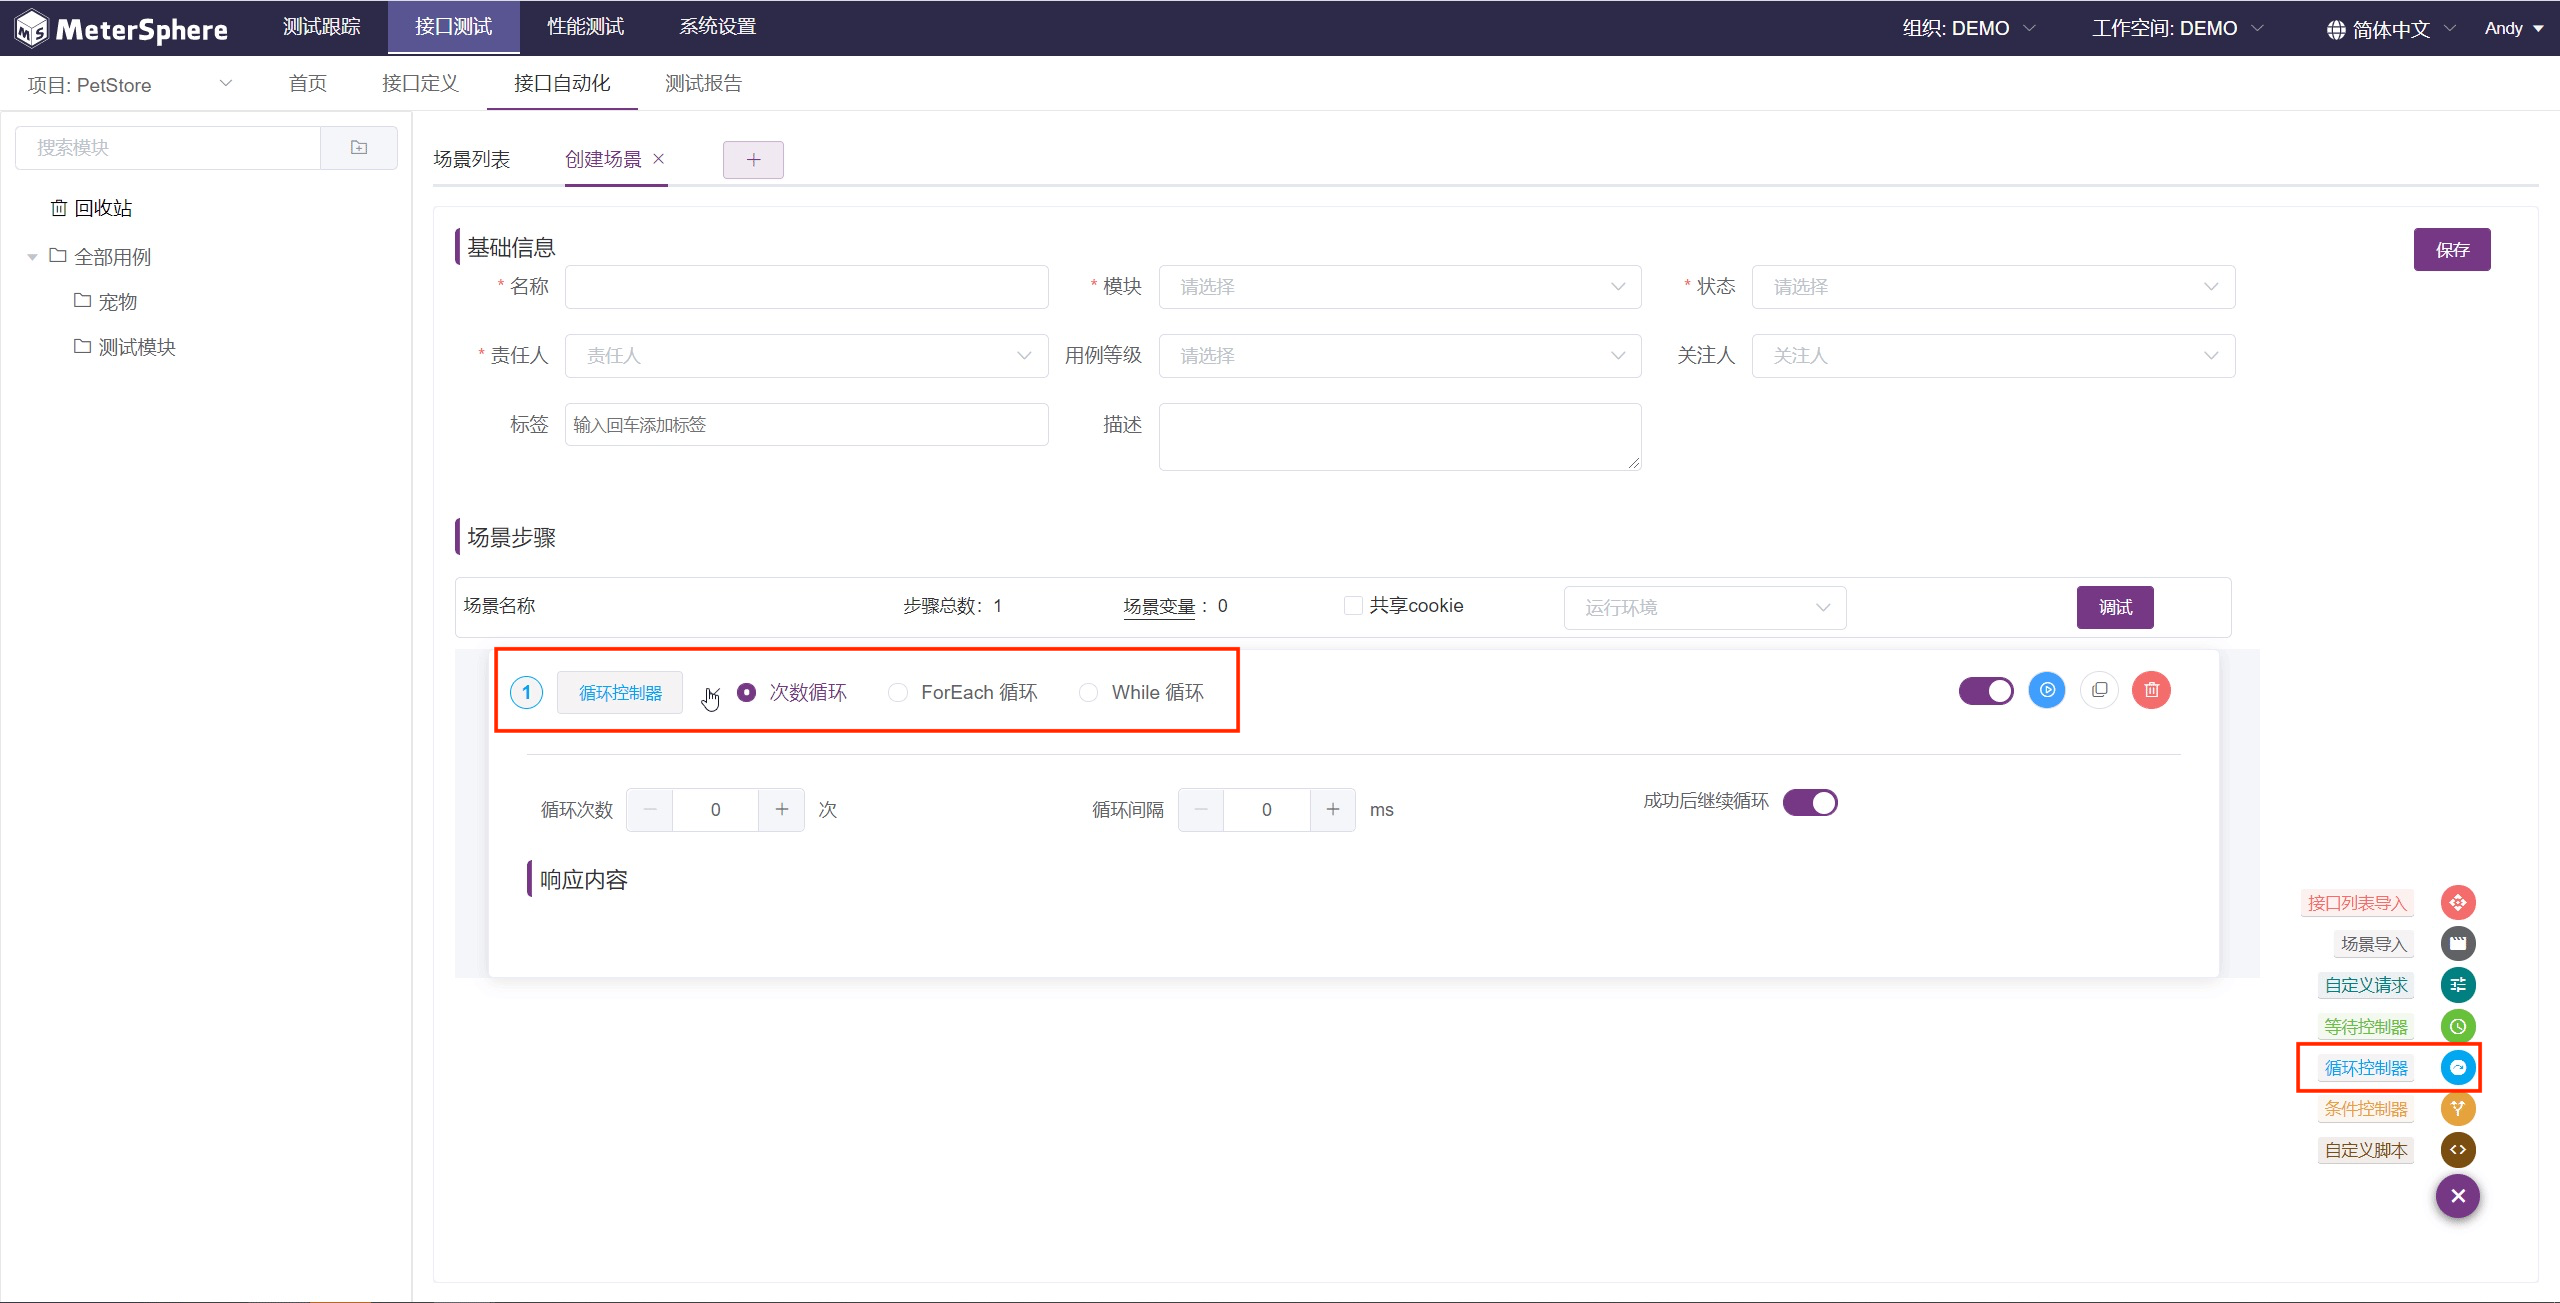 MeterSphere 测试跟踪 接口测试 性能测试 系统设置 组织: DEMO 工作空间: DEMO 简体中文 Andy
项目: PetStore 首页 接口定义 接口自动化 测试报告
搜索模块
回收站
全部用例
宠物
测试模块
场景列表 创建场景
基础信息 保存
* 名称 * 模块 请选择 * 状态 请选择
* 责任人 责任人 用例等级 请选择 关注人 关注人
标签 输入回车添加标签 描述
场景步骤
场景名称 步骤总数: 1 场景变量 : 0 共享cookie 运行环境 调试
1 循环控制器 次数循环 ForEach 循环 While 循环
循环次数 0 次 循环间隔 0 ms 成功后继续循环
响应内容
接口列表导入
场景导入
自定义请求
等待控制器
循环控制器
条件控制器
自定义脚本